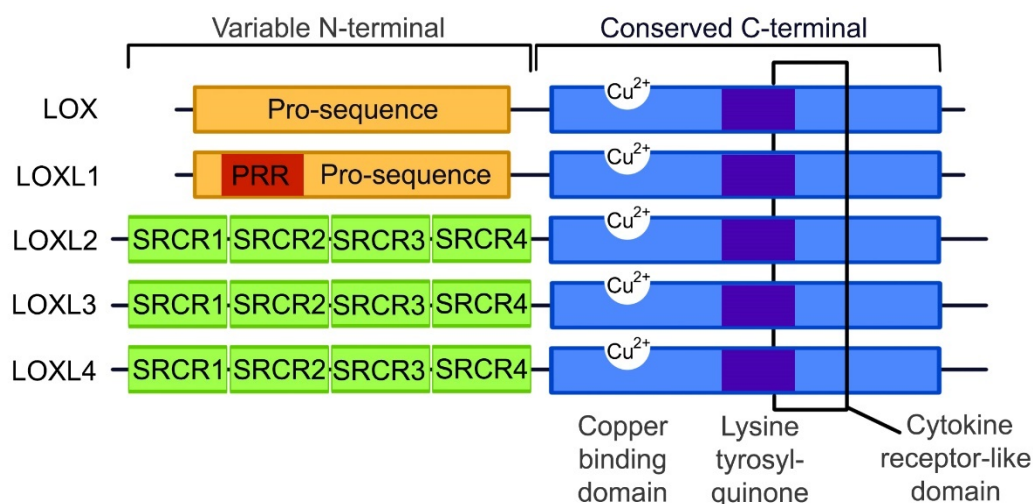 Variable N-terminal Conserved C-terminal
LOX Pro-sequence Cu2+
LOXL1 PRR Pro-sequence Cu2+
LOXL2 SRCR1 SRCR2 SRCR3 SRCR4 Cu2+
LOXL3 SRCR1 SRCR2 SRCR3 SRCR4 Cu2+
LOXL4 SRCR1 SRCR2 SRCR3 SRCR4 Cu2+
Copper
binding
domain
Lysine
tyrosyl-
quinone
Cytokine
receptor-like
domain